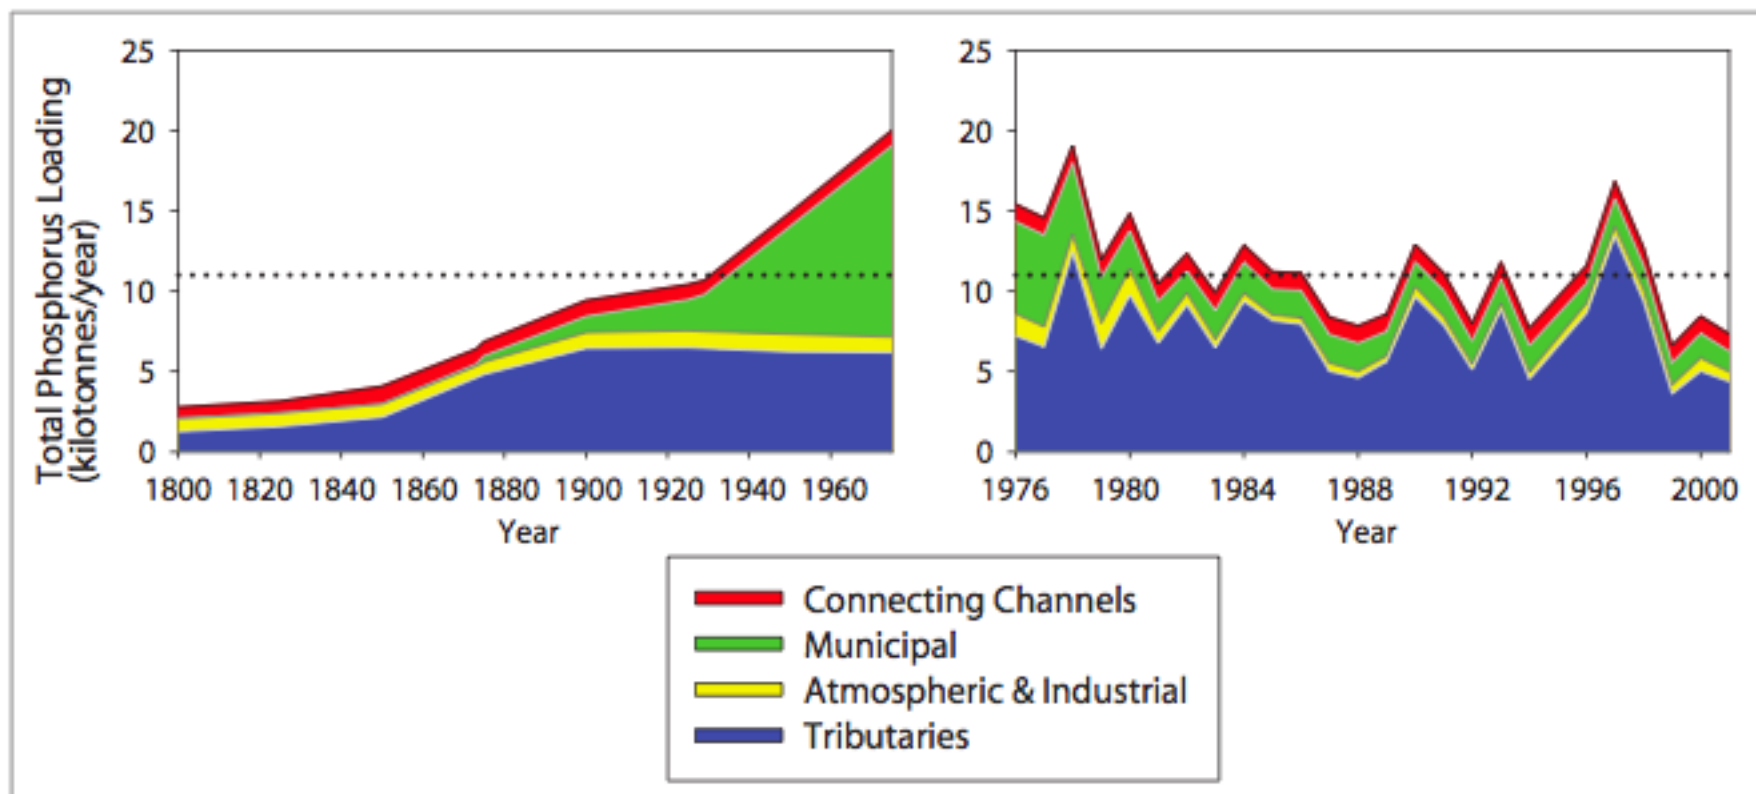 Total Phosphorus Loading
(kilotonnes/year)
25
20
15
10
5
0
1800 1820 1840 1860 1880 1900 1920 1940 1960
Year
25
20
15
10
5
0
1976 1980 1984 1988 1992 1996 2000
Year
Connecting Channels
Municipal
Atmospheric & Industrial
Tributaries